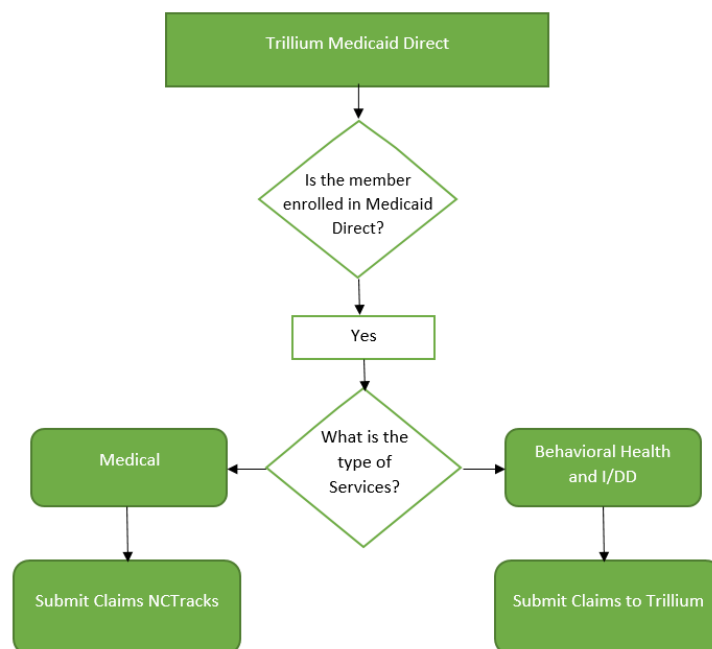 Trillium Medicaid Direct
Is the member
enrolled in Medicaid
Direct?
Yes
What is the
type of
Services?
Medical
Behavioral Health
and I/DD
Submit Claims NCTracks
Submit Claims to Trillium